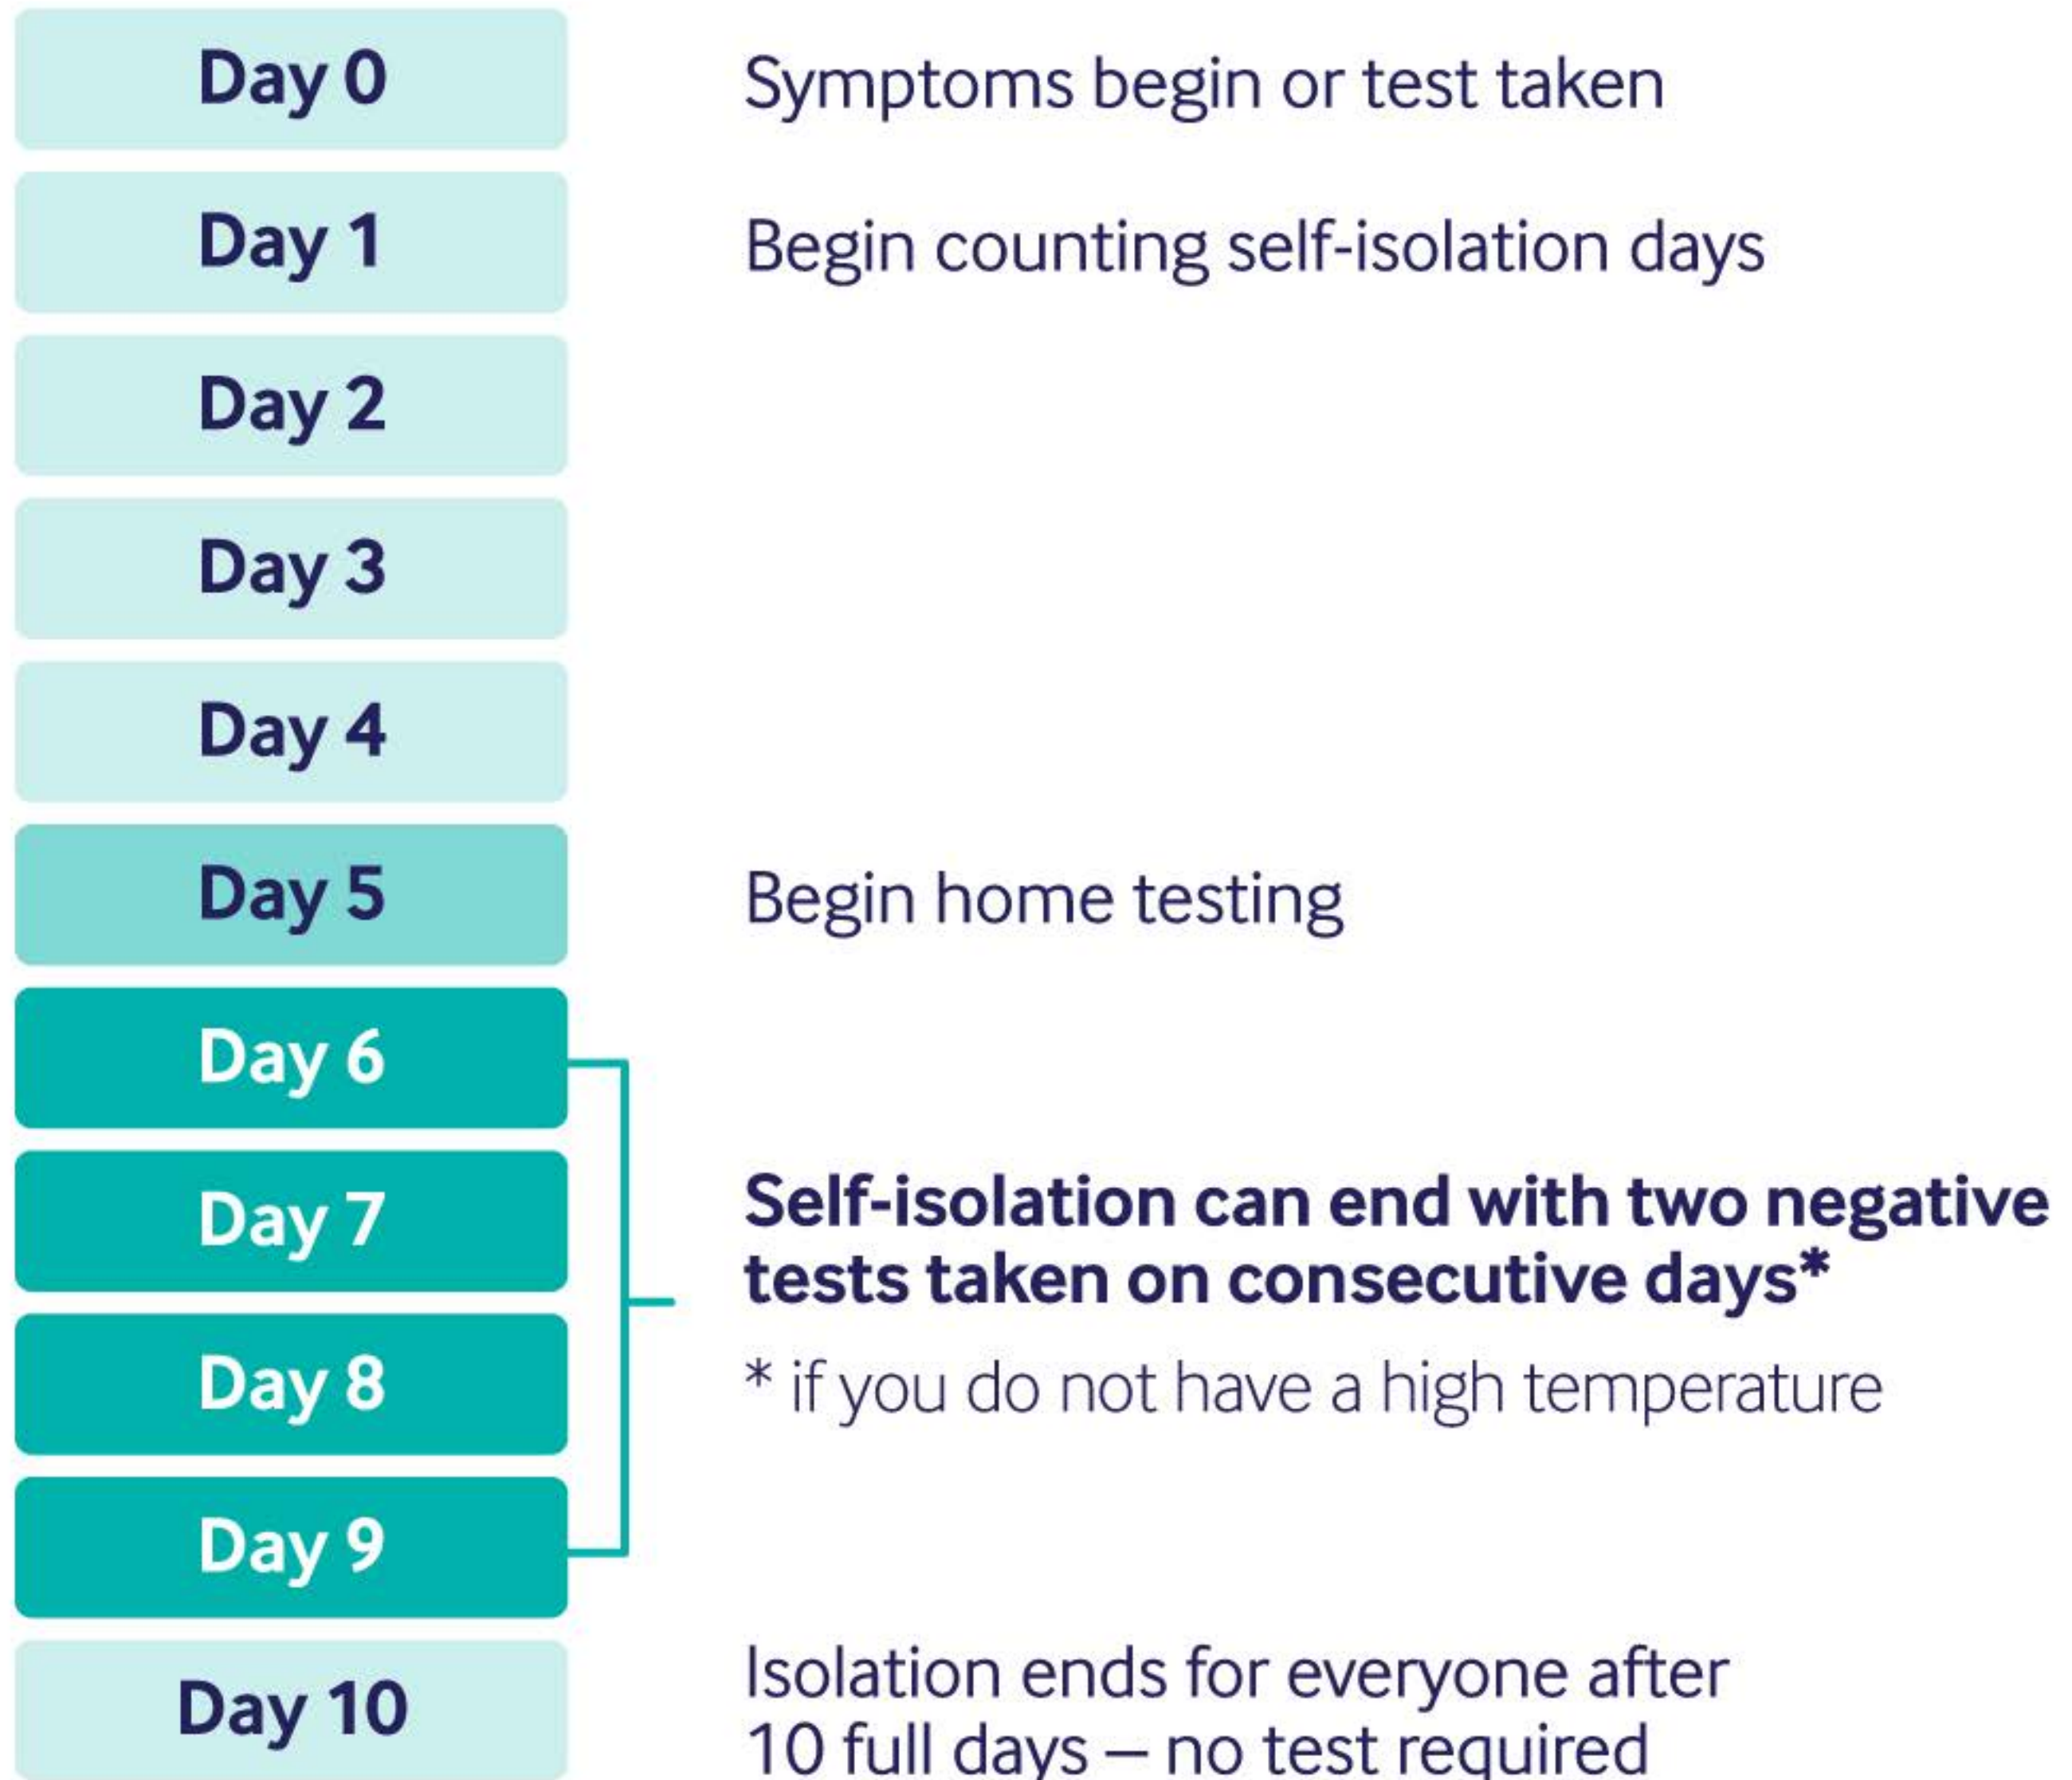 Day 0
Symptoms begin or test taken
Day 1
Begin counting self-isolation days
Day 2
Day 3
Day 4
Day 5
Begin home testing
Day 6
Day 7
Self-isolation can end with two negative
tests taken on consecutive days*
Day 8
* if you do not have a high temperature
Day 9
Day 10
Isolation ends for everyone after
10 full days – no test required